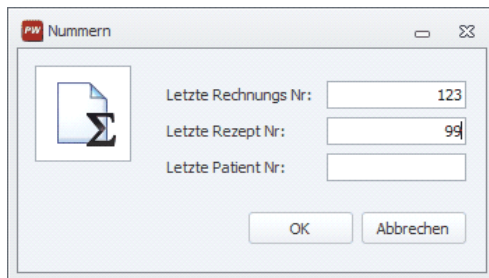 PW Nummern
Letzte Rechnungs Nr: 123
Letzte Rezept Nr: 99
Letzte Patient Nr:
OK Abbrechen